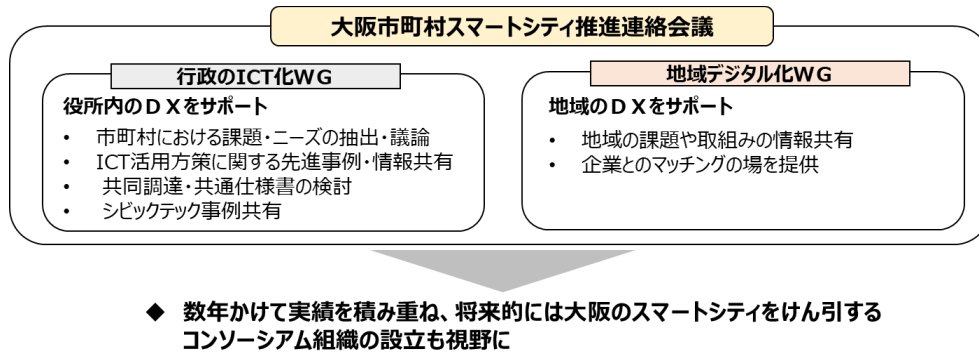 大阪市町村スマートシティ推進連絡会議
行政のICT化WG
役所内のDXをサポート
• 市町村における課題・ニーズの抽出・議論
• ICT活用方策に関する先進事例・情報共有
• 共同調達・共通仕様書の検討
• シビックテック事例共有
地域デジタル化WG
地域のDXをサポート
• 地域の課題や取組みの情報共有
• 企業とのマッチングの場を提供
◆ 数年かけて実績を積み重ね、将来的には大阪のスマートシティをけん引する
コンソーシアム組織の設立も視野に